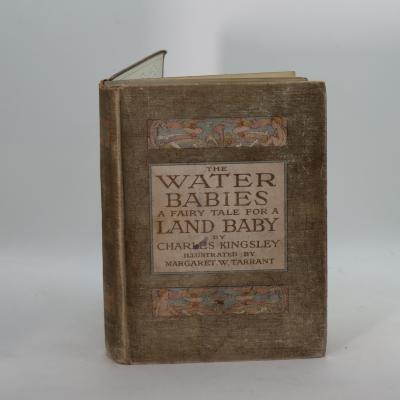 THE
WATER
BABIES
A FAIRY TALE FOR A
LAND BABY
BY
CHARLES KINGSLEY
ILLUSTRATED BY
MARGARET. W. TARRANT